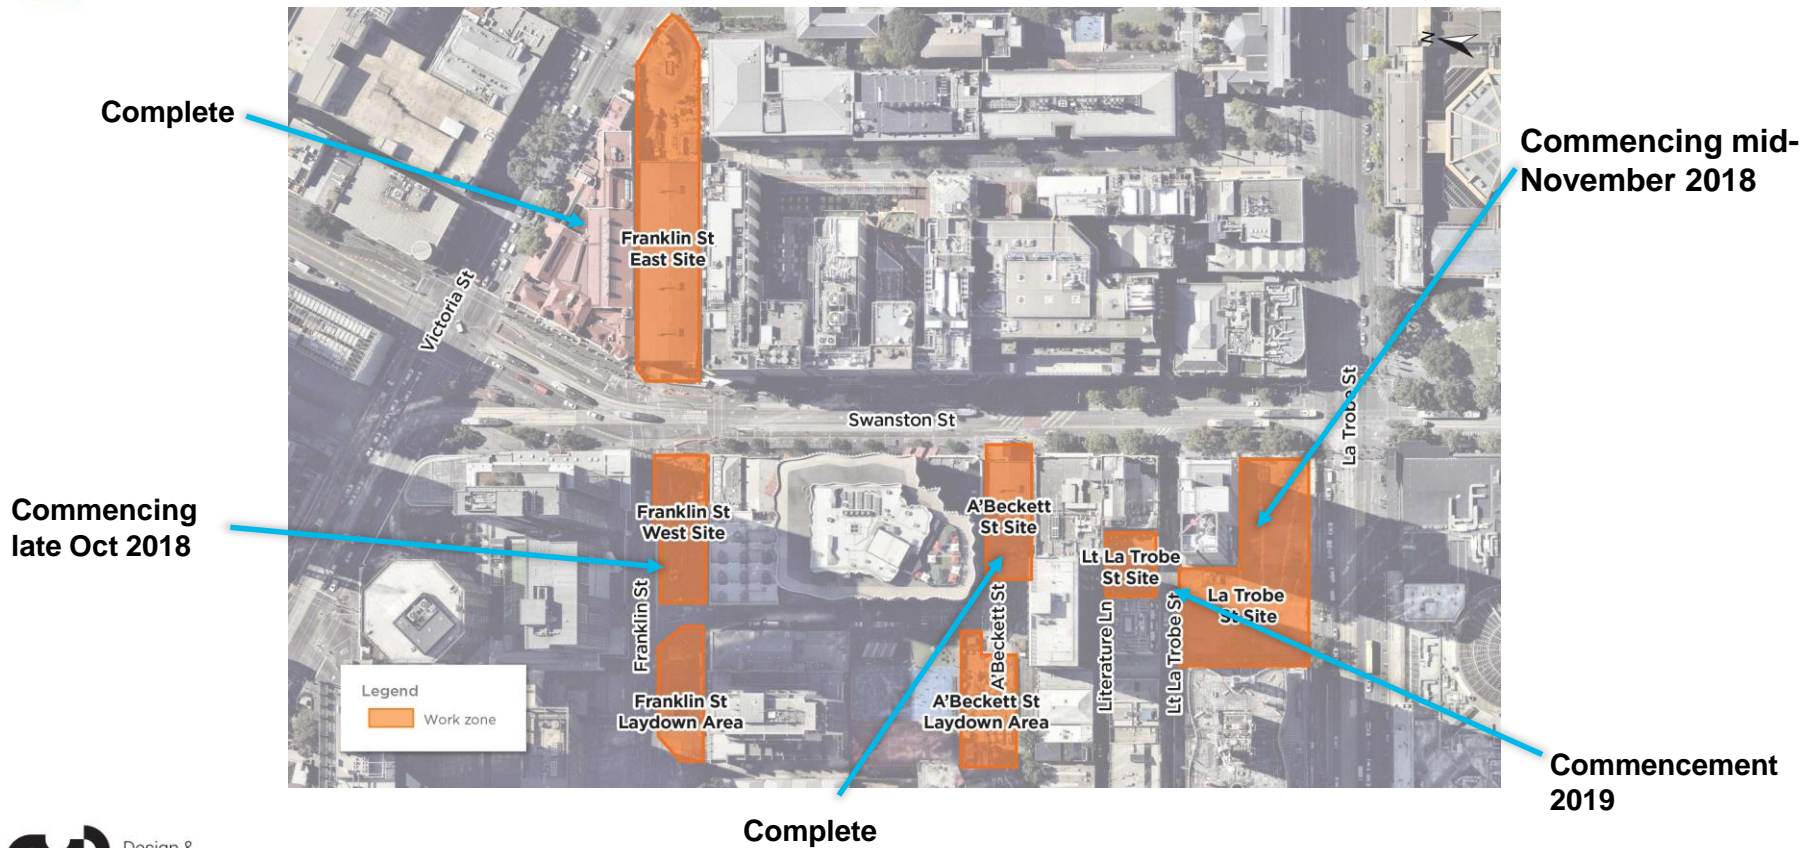 Complete
N
Commencing mid-
November 2018
Franklin St
East Site
Victoria St
La Trobe St
Swanston St
Commencing
late Oct 2018
Franklin St
West Site
A'Beckett
St Site
Lt La Trobe
St Site
La Trobe
St Site
Franklin St
A'Beckett St
Literature Ln
Lt La Trobe St
Legend
Work zone
Franklin St
Laydown Area
A'Beckett St
Laydown Area
Commencement
2019
Complete
Design &